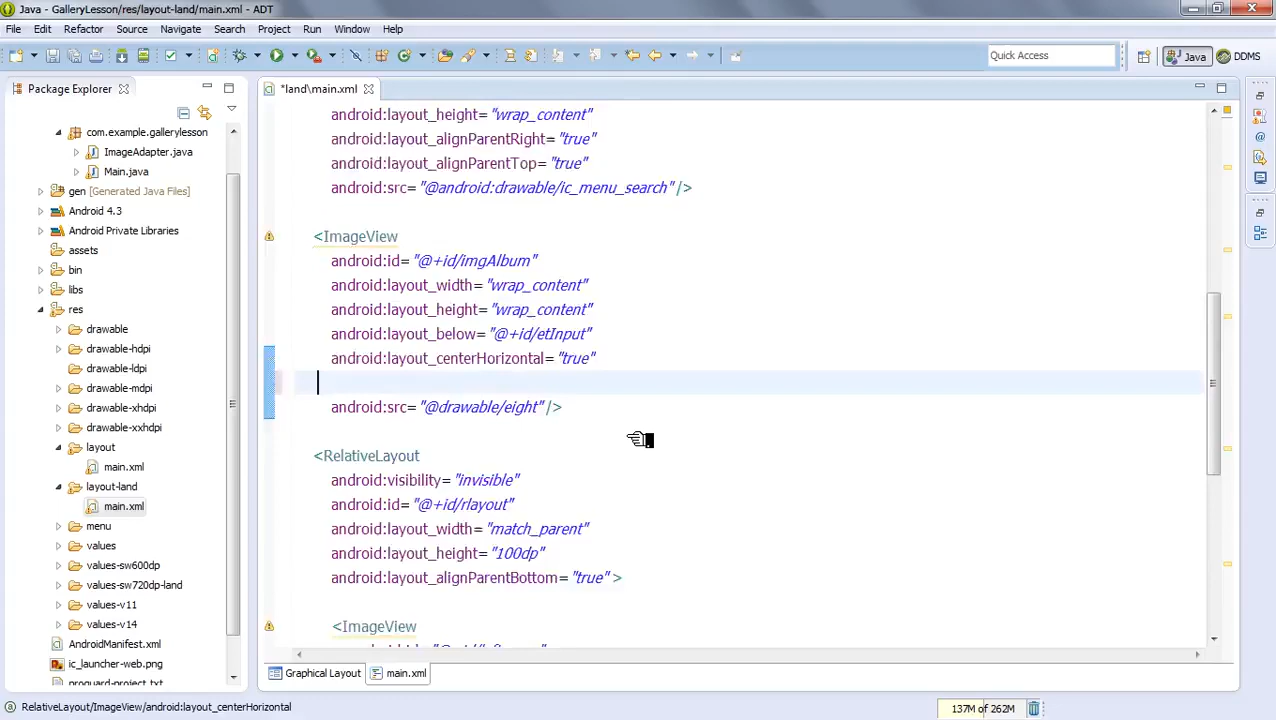 Java - GalleryLesson/res/layout-land/main.xml - ADT
File Edit Refactor Source Navigate Search Project Run Window Help
Quick Access
Java
DDMS
Package Explorer
*land\main.xml
com.example.gallerylesson
ImageAdapter.java
Main.java
gen [Generated Java Files]
Android 4.3
Android Private Libraries
assets
bin
libs
res
drawable
drawable-hdpi
drawable-ldpi
drawable-mdpi
drawable-xhdpi
drawable-xxhdpi
layout
main.xml
layout-land
main.xml
menu
values
values-sw600dp
values-sw720dp-land
values-v11
values-v14
AndroidManifest.xml
ic_launcher-web.png
proguard-project.txt
android:layout_height="wrap_content"
android:layout_alignParentRight="true"
android:layout_alignParentTop="true"
android:src="@android:drawable/ic_menu_search"/>
<ImageView
android:id="@+id/imgAlbum"
android:layout_width="wrap_content"
android:layout_height="wrap_content"
android:layout_below="@+id/etInput"
android:layout_centerHorizontal="true"
android:src="@drawable/eight"/>
<RelativeLayout
android:visibility="invisible"
android:id="@+id/rlayout"
android:layout_width="match_parent"
android:layout_height="100dp"
android:layout_alignParentBottom="true" >
<ImageView
Graphical Layout
main.xml
RelativeLayout/ImageView/android:layout_centerHorizontal
137M of 262M